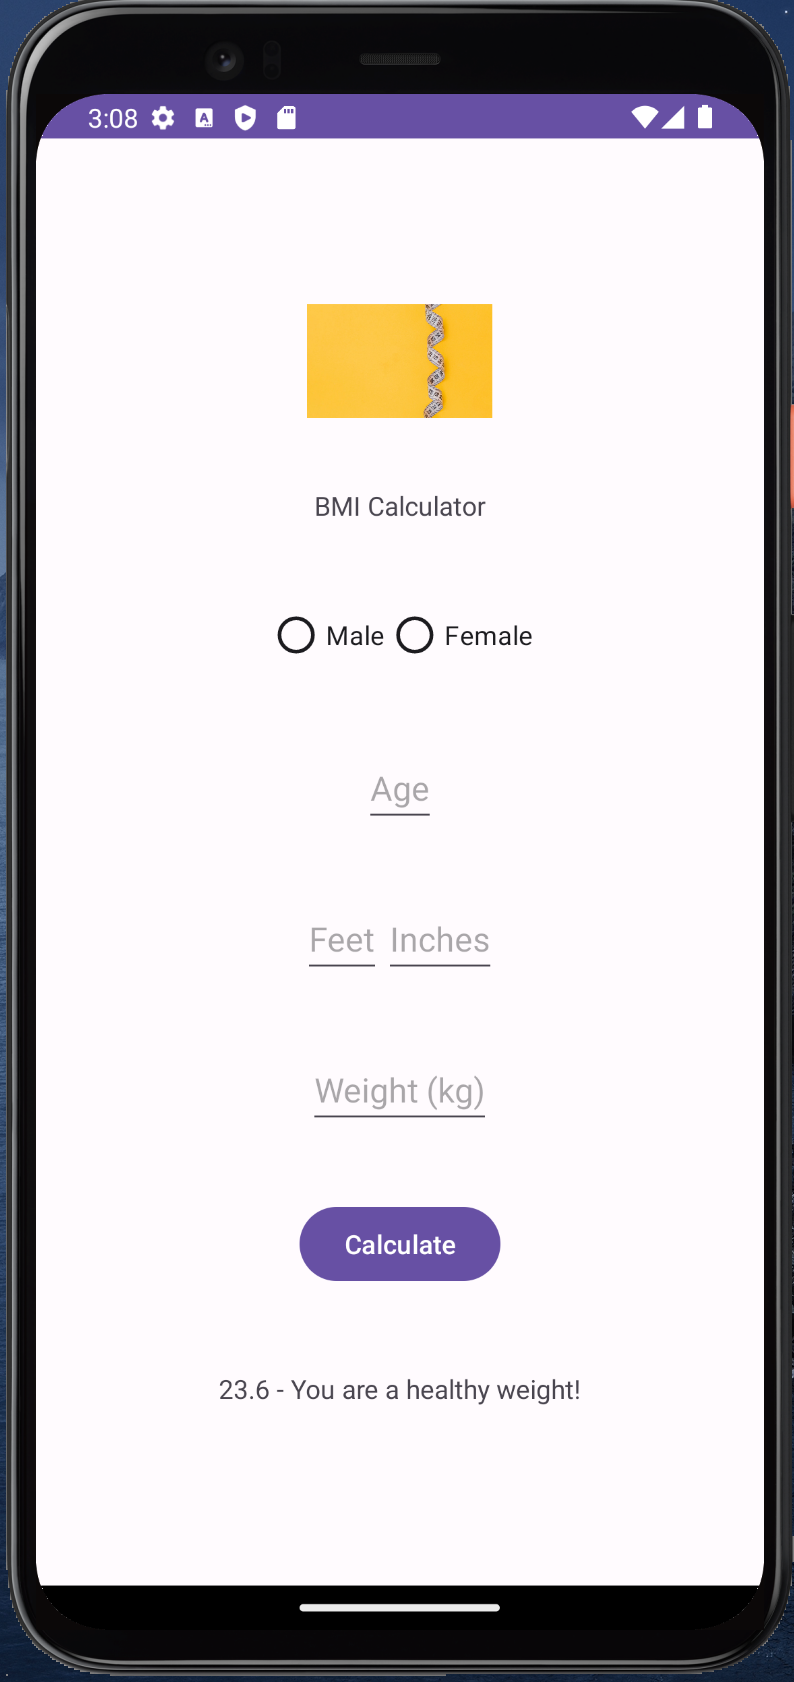 3:08
BMI Calculator
Male Female
Age
Feet Inches
Weight (kg)
Calculate
23.6 - You are a healthy weight!